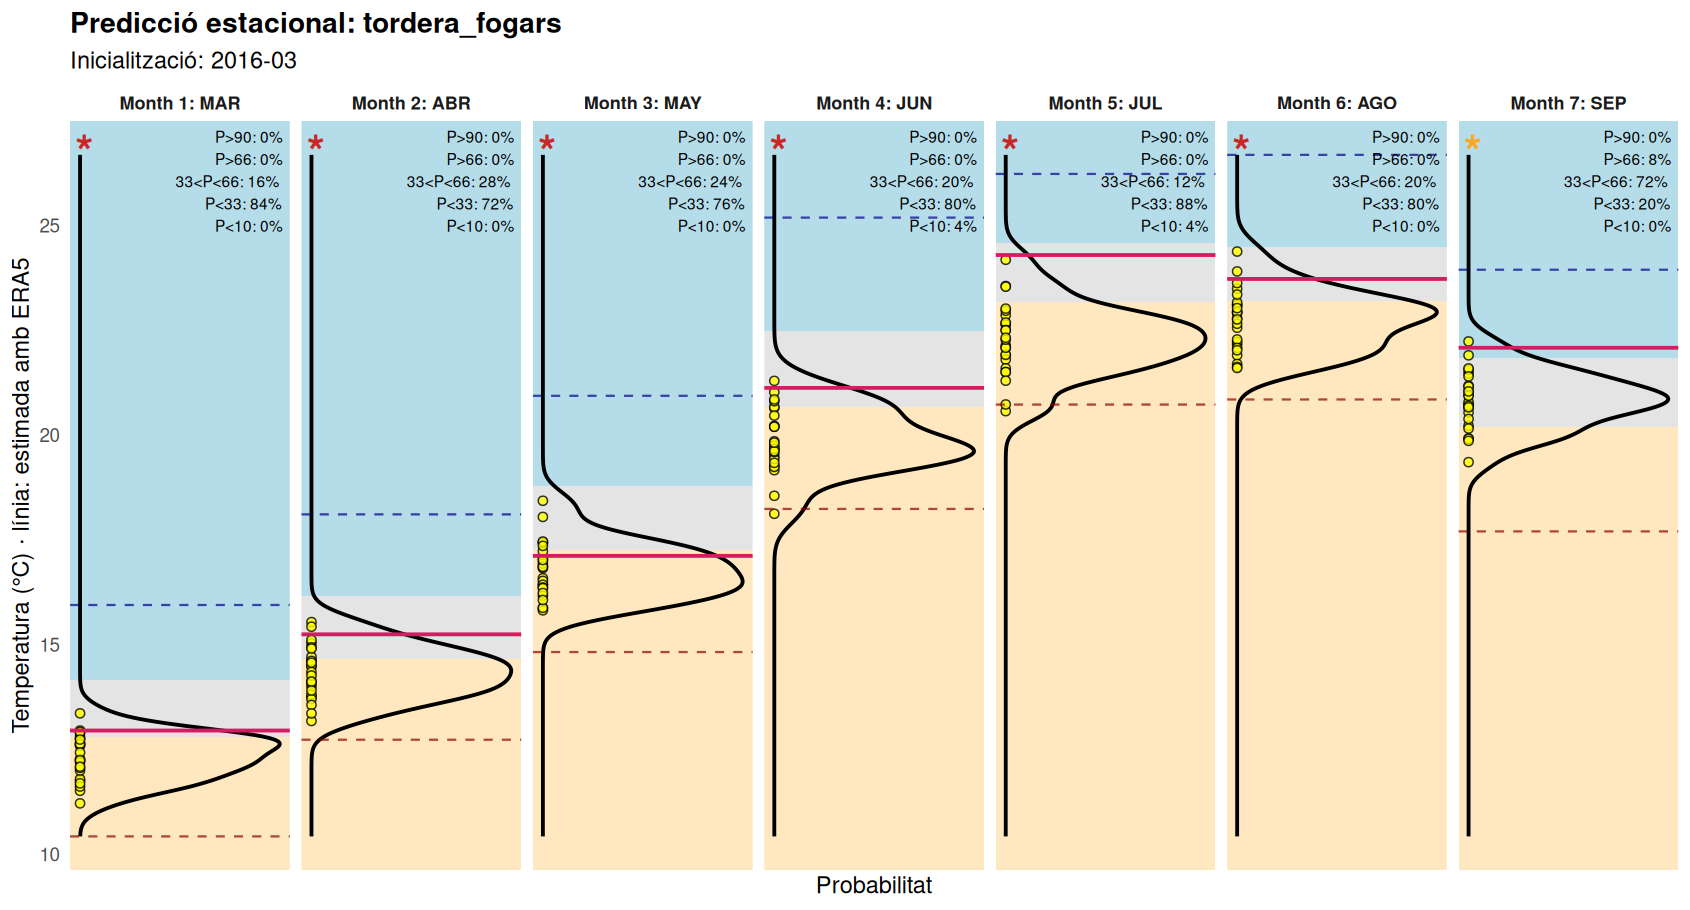 Predicció estacional: tordera_fogars
Inicialització: 2016-03
Month 1: MAR
Month 2: ABR
Month 3: MAY
Month 4: JUN
Month 5: JUL
Month 6: AGO
Month 7: SEP
*
P>90: 0%
P>66: 0%
33<P<66: 16%
P<33: 84%
P<10: 0%
*
P>90: 0%
P>66: 0%
33<P<66: 28%
P<33: 72%
P<10: 0%
*
P>90: 0%
P>66: 0%
33<P<66: 24%
P<33: 76%
P<10: 0%
*
P>90: 0%
P>66: 0%
33<P<66: 20%
P<33: 80%
P<10: 4%
*
P>90: 0%
P>66: 0%
33<P<66: 12%
P<33: 88%
P<10: 4%
*
P>90: 0%
P>66: 0%
33<P<66: 20%
P<33: 80%
P<10: 0%
*
P>90: 0%
P>66: 8%
33<P<66: 72%
P<33: 20%
P<10: 0%
25
20
15
10
Temperatura (°C) · línia: estimada amb ERA5
Probabilitat